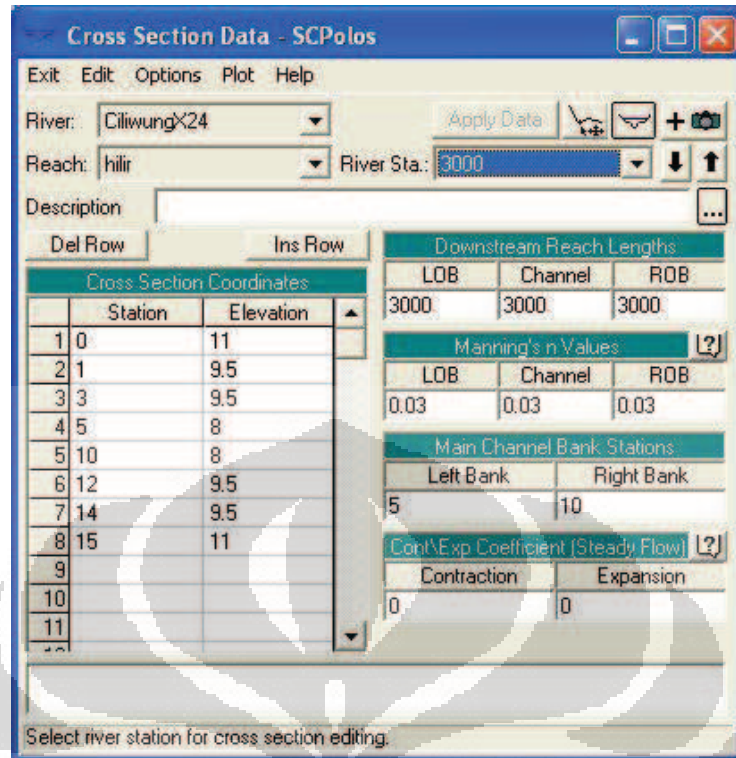 Cross Section Data - SCPolos
Exit Edit Options Plot Help
River: CiliwungX24 Apply Data
Reach: hilir River Sta.: 3000
Description ...
Del Row Ins Row
Cross Section Coordinates
Station Elevation
1 0 11
2 1 9.5
3 3 9.5
4 5 8
5 10 8
6 12 9.5
7 14 9.5
8 15 11
9
10
11
Downstream Reach Lengths
LOB Channel ROB
3000 3000 3000
Manning's n Values
LOB Channel ROB
0.03 0.03 0.03
Main Channel Bank Stations
Left Bank Right Bank
5 10
Cont\Exp Coefficient (Steady Flow)
Contraction Expansion
0 0
Select river station for cross section editing.